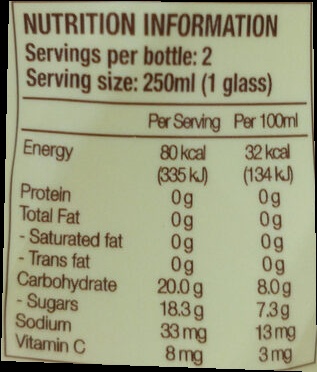 NUTRITION INFORMATION
Servings per bottle: 2
Serving size: 250ml (1 glass)
Per Serving Per 100ml
Energy 80 kcal 32 kcal
(335 kJ) (134 kJ)
Protein 0g 0g
Total Fat 0g 0g
- Saturated fat 0g 0g
- Trans fat 0g 0g
Carbohydrate 20.0 g 8.0 g
- Sugars 18.3 g 7.3 g
Sodium 33 mg 13 mg
Vitamin C 8 mg 3 mg